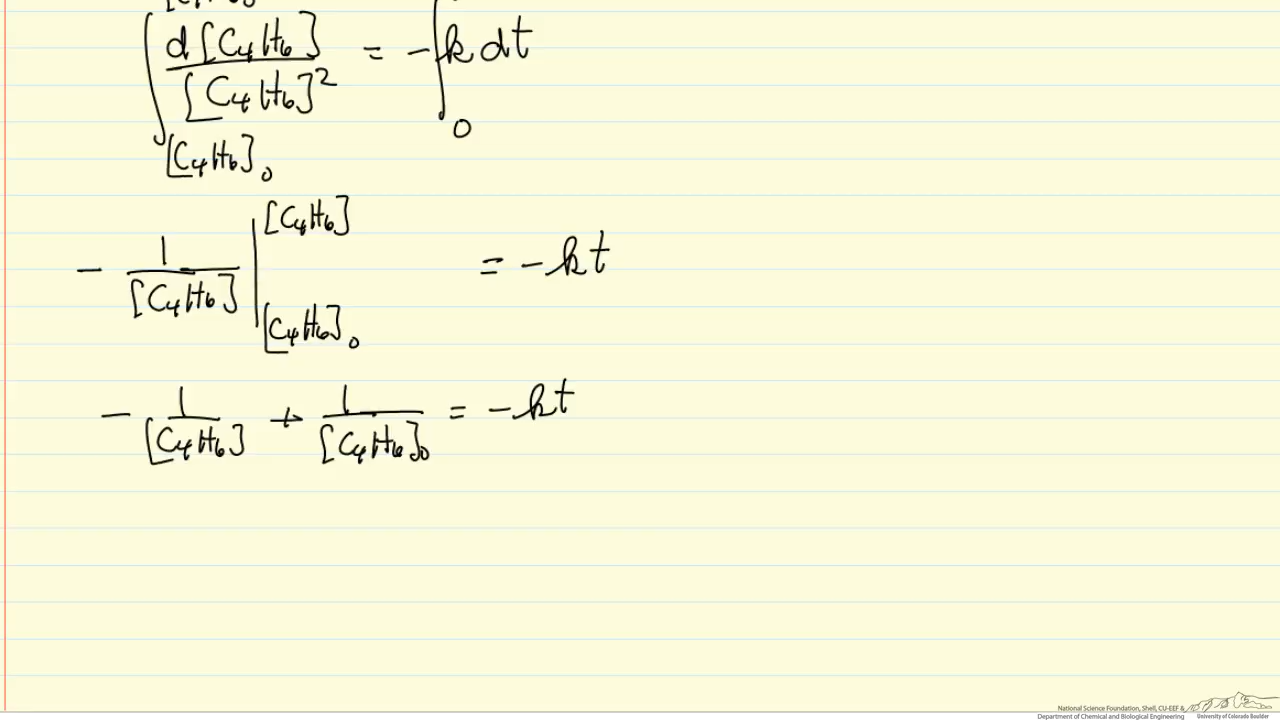 ∫ d[C₄H₆] / [C₄H₆]² = -∫ k dt
[C₄H₆]₀ 0
- 1/[C₄H₆] | [C₄H₆] [C₄H₆]₀ = -kt
- 1/[C₄H₆] + 1/[C₄H₆]₀ = -kt
National Science Foundation, Shell, CU-EEF &
Department of Chemical and Biological Engineering University of Colorado Boulder